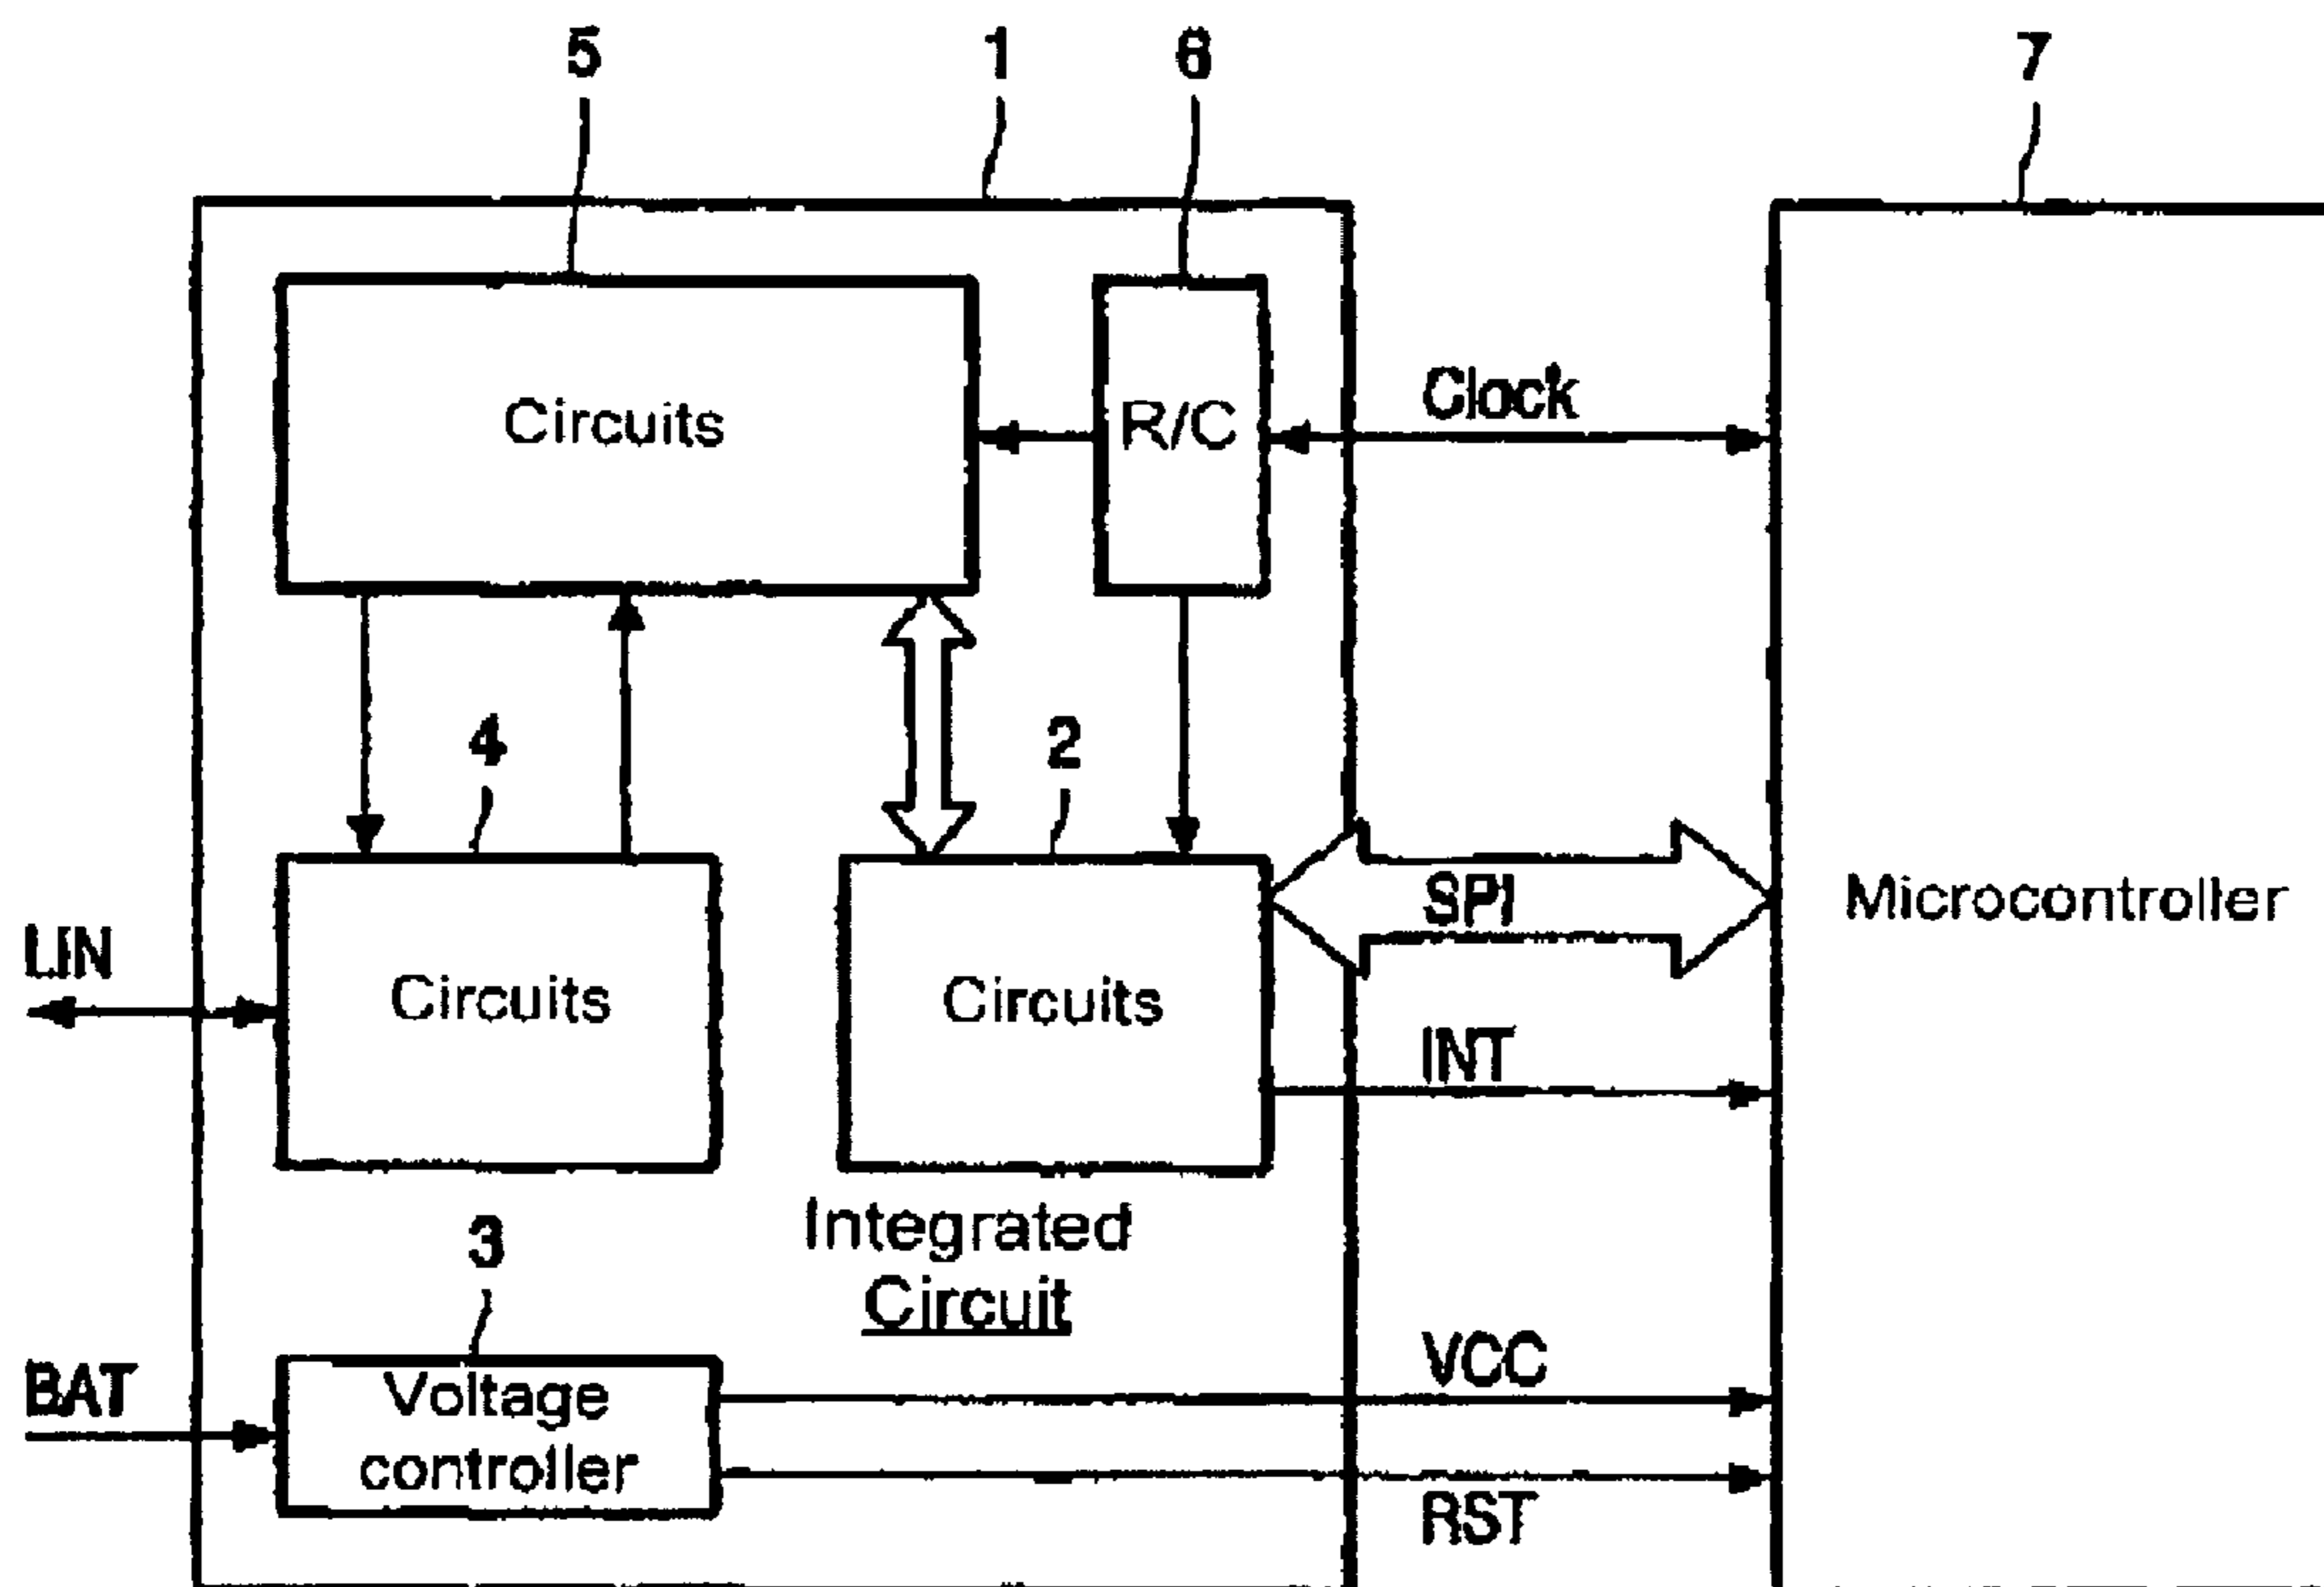 5
1
6
7
Circuits
R/C
Clock
4
2
SPI
Microcontroller
LIN
Circuits
Circuits
INT
Integrated
Circuit
3
VCC
BAT
Voltage
controller
RST